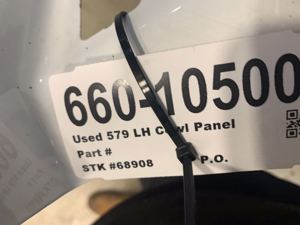 660-10500
Used 579 LH Cowl Panel
Part #
STK #68908 P.O.